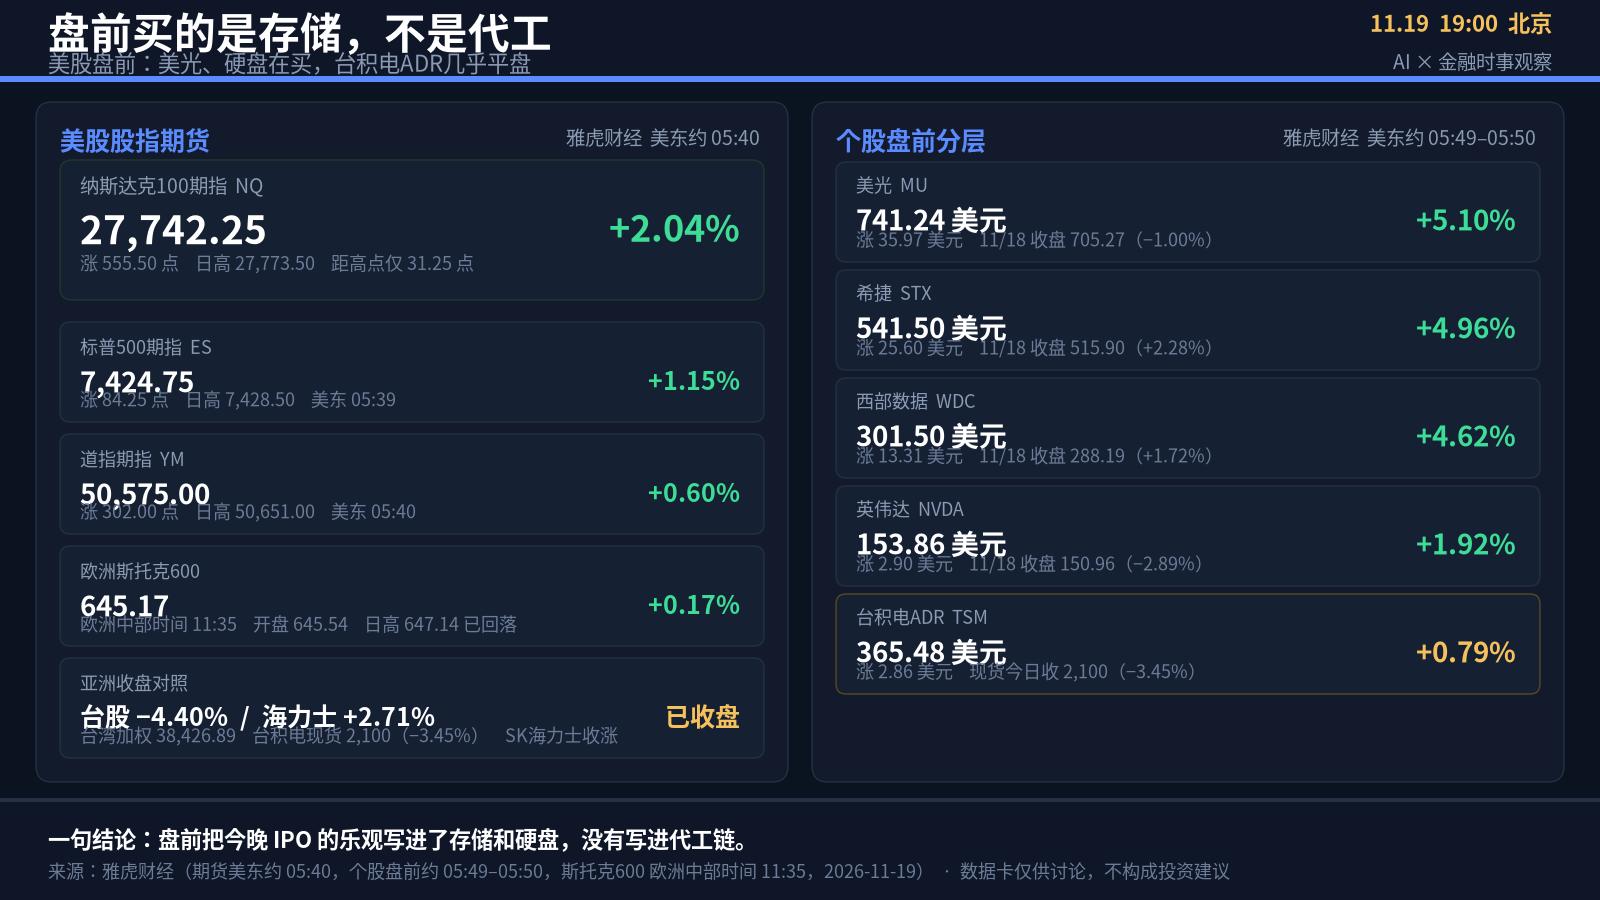 盘前买的是存储，不是代工
美股盘前：美光、硬盘在买，台积电ADR几乎平盘
11.19 19:00 北京
AI × 金融时事观察
美股股指期货
雅虎财经 美东约 05:40
纳斯达克100期指 NQ
27,742.25
+2.04%
涨 555.50 点 日高 27,773.50 距高点仅 31.25 点
标普500期指 ES
7,424.75
+1.15%
涨 84.25 点 日高 7,428.50 美东 05:39
道指期指 YM
50,575.00
+0.60%
涨 302.00 点 日高 50,651.00 美东 05:40
欧洲斯托克600
645.17
+0.17%
欧洲中部时间 11:35 开盘 645.54 日高 647.14 已回落
亚洲收盘对照
台股 −4.40% / 海力士 +2.71%
已收盘
台湾加权 38,426.89 台积电现货 2,100（−3.45%） SK海力士收涨
个股盘前分层
雅虎财经 美东约 05:49–05:50
美光 MU
741.24 美元
+5.10%
涨 35.97 美元 11/18 收盘 705.27（−1.00%）
希捷 STX
541.50 美元
+4.96%
涨 25.60 美元 11/18 收盘 515.90（+2.28%）
西部数据 WDC
301.50 美元
+4.62%
涨 13.31 美元 11/18 收盘 288.19（+1.72%）
英伟达 NVDA
153.86 美元
+1.92%
涨 2.90 美元 11/18 收盘 150.96（−2.89%）
台积电ADR TSM
365.48 美元
+0.79%
涨 2.86 美元 现货今日收 2,100（−3.45%）
一句结论：盘前把今晚 IPO 的乐观写进了存储和硬盘，没有写进代工链。
来源：雅虎财经（期货美东约 05:40，个股盘前约 05:49–05:50，斯托克600 欧洲中部时间 11:35，2026-11-19） · 数据卡仅供讨论，不构成投资建议